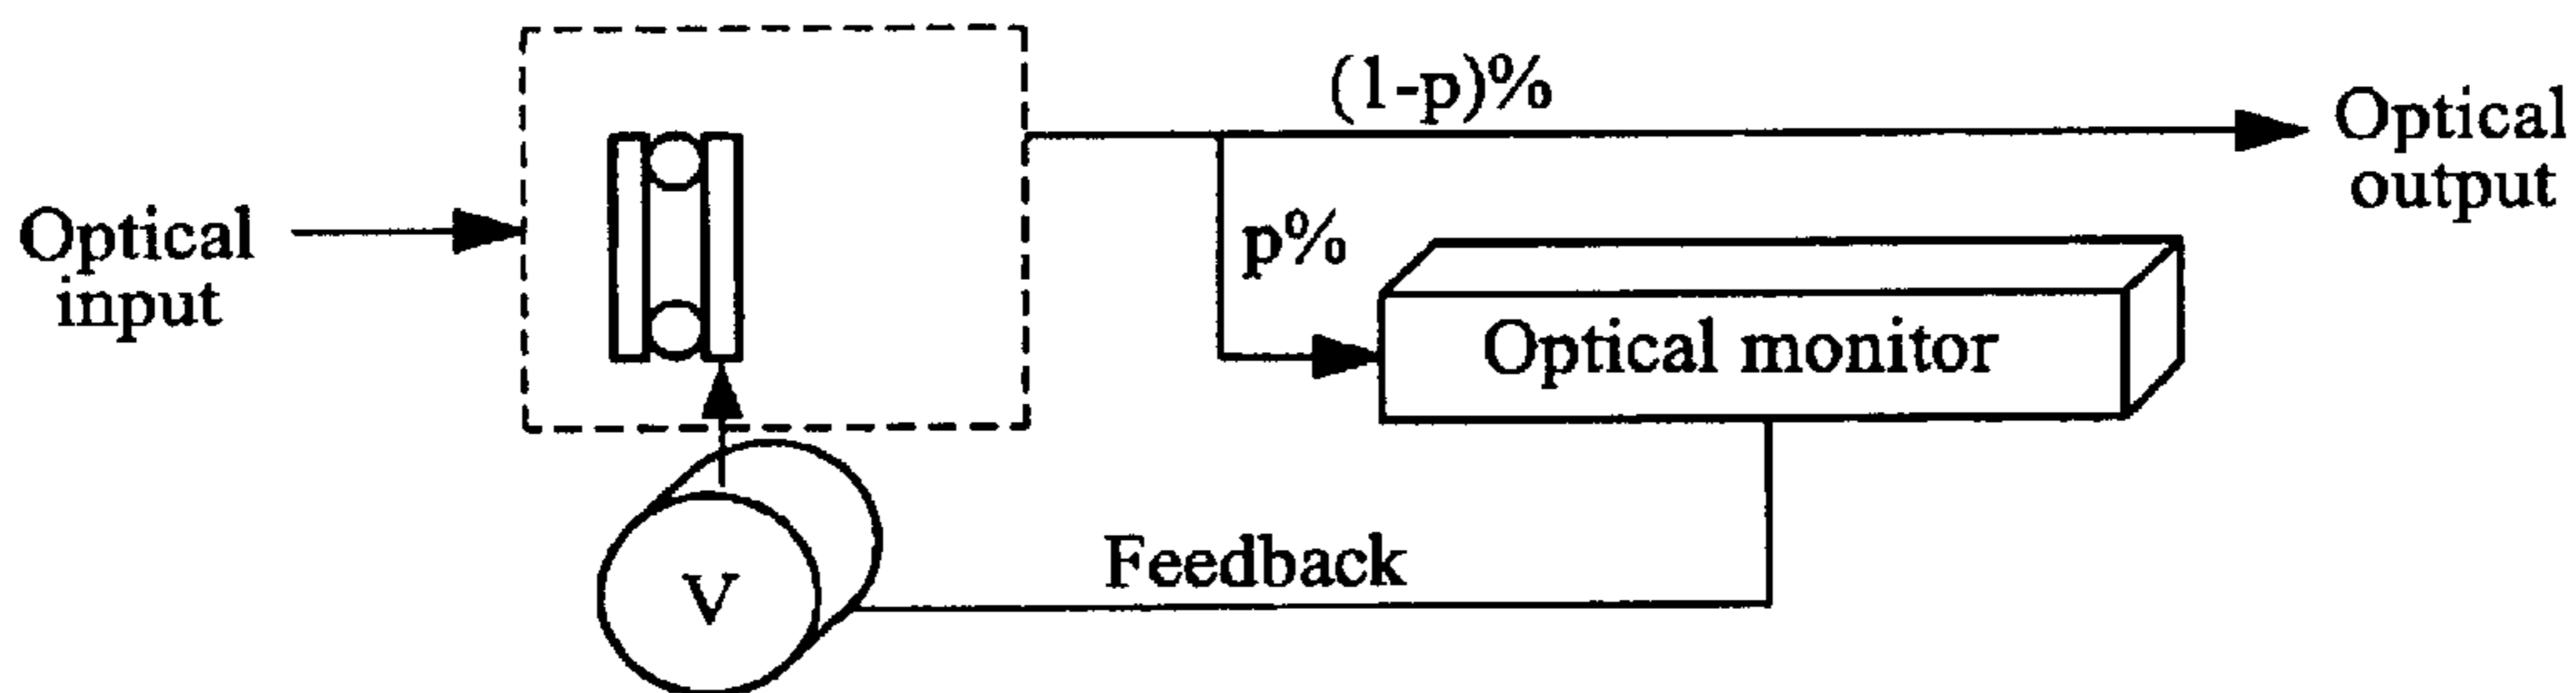 (1-p)%
Optical
output
Optical
input
p%
Optical monitor
Feedback
V